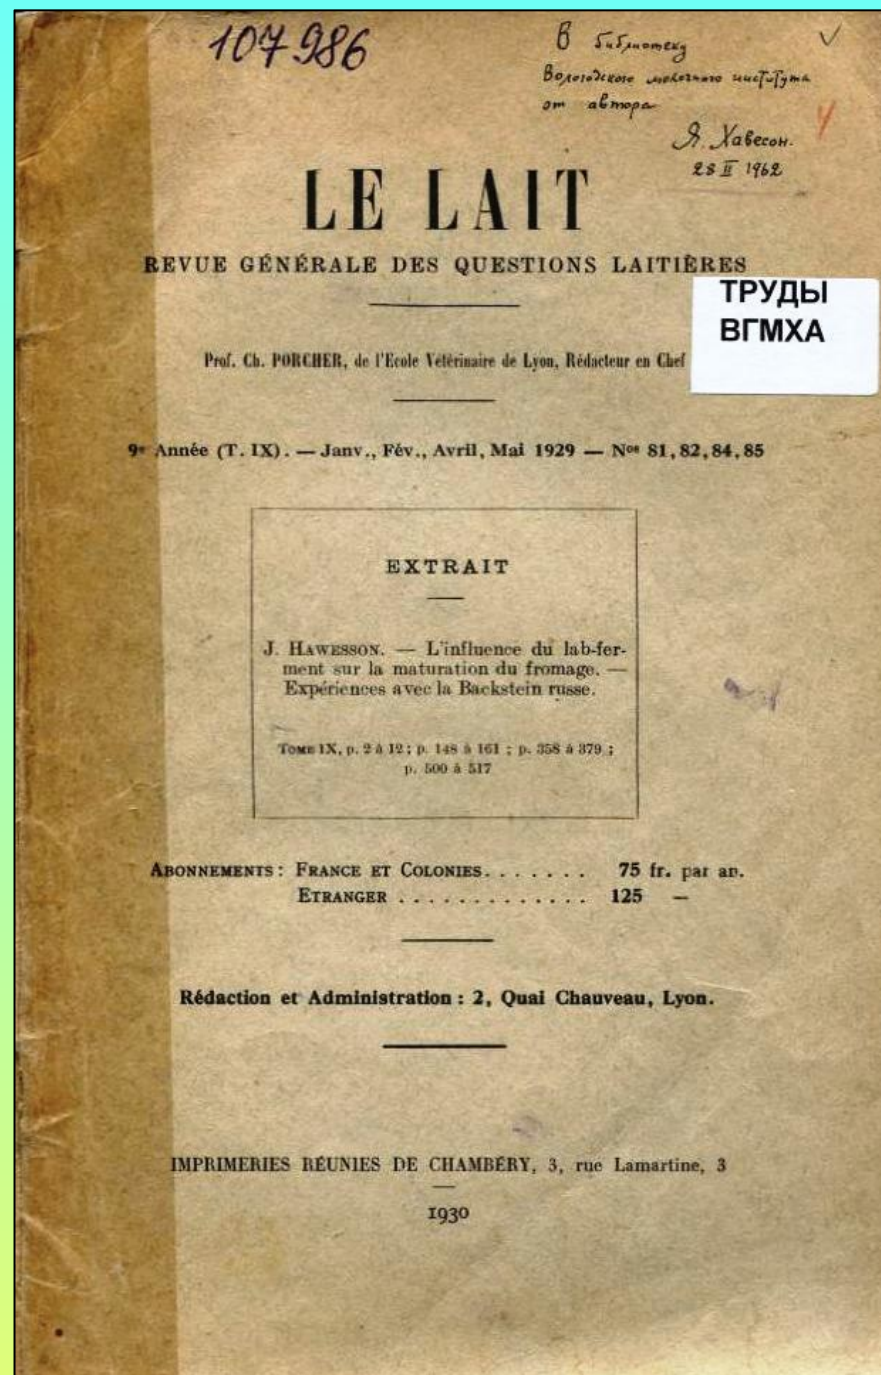 107986
В библиотеку
Вологодского молочного института
от автора
Я. Хавесон.
28 II 1962
LE LAIT
REVUE GÉNÉRALE DES QUESTIONS LAITIÈRES
ТРУДЫ
ВГМХА
Prof. Ch. PORCHER, de l'Ecole Vétérinaire de Lyon, Rédacteur en Chef
9e Année (T. IX). — Janv., Fév., Avril, Mai 1929 — Nos 81, 82, 84, 85
EXTRAIT
J. HAWESSON. — L'influence du lab-fer-
ment sur la maturation du fromage. —
Expériences avec la Backstein russe.
TOME IX, p. 2 à 12 ; p. 148 à 161 ; p. 358 à 379 ;
p. 500 à 517
ABONNEMENTS : FRANCE ET COLONIES. . . . . . . 75 fr. par an.
ETRANGER . . . . . . . . . . . . . 125 —
Rédaction et Administration : 2, Quai Chauveau, Lyon.
IMPRIMERIES RÉUNIES DE CHAMBÉRY, 3, rue Lamartine, 3
1930